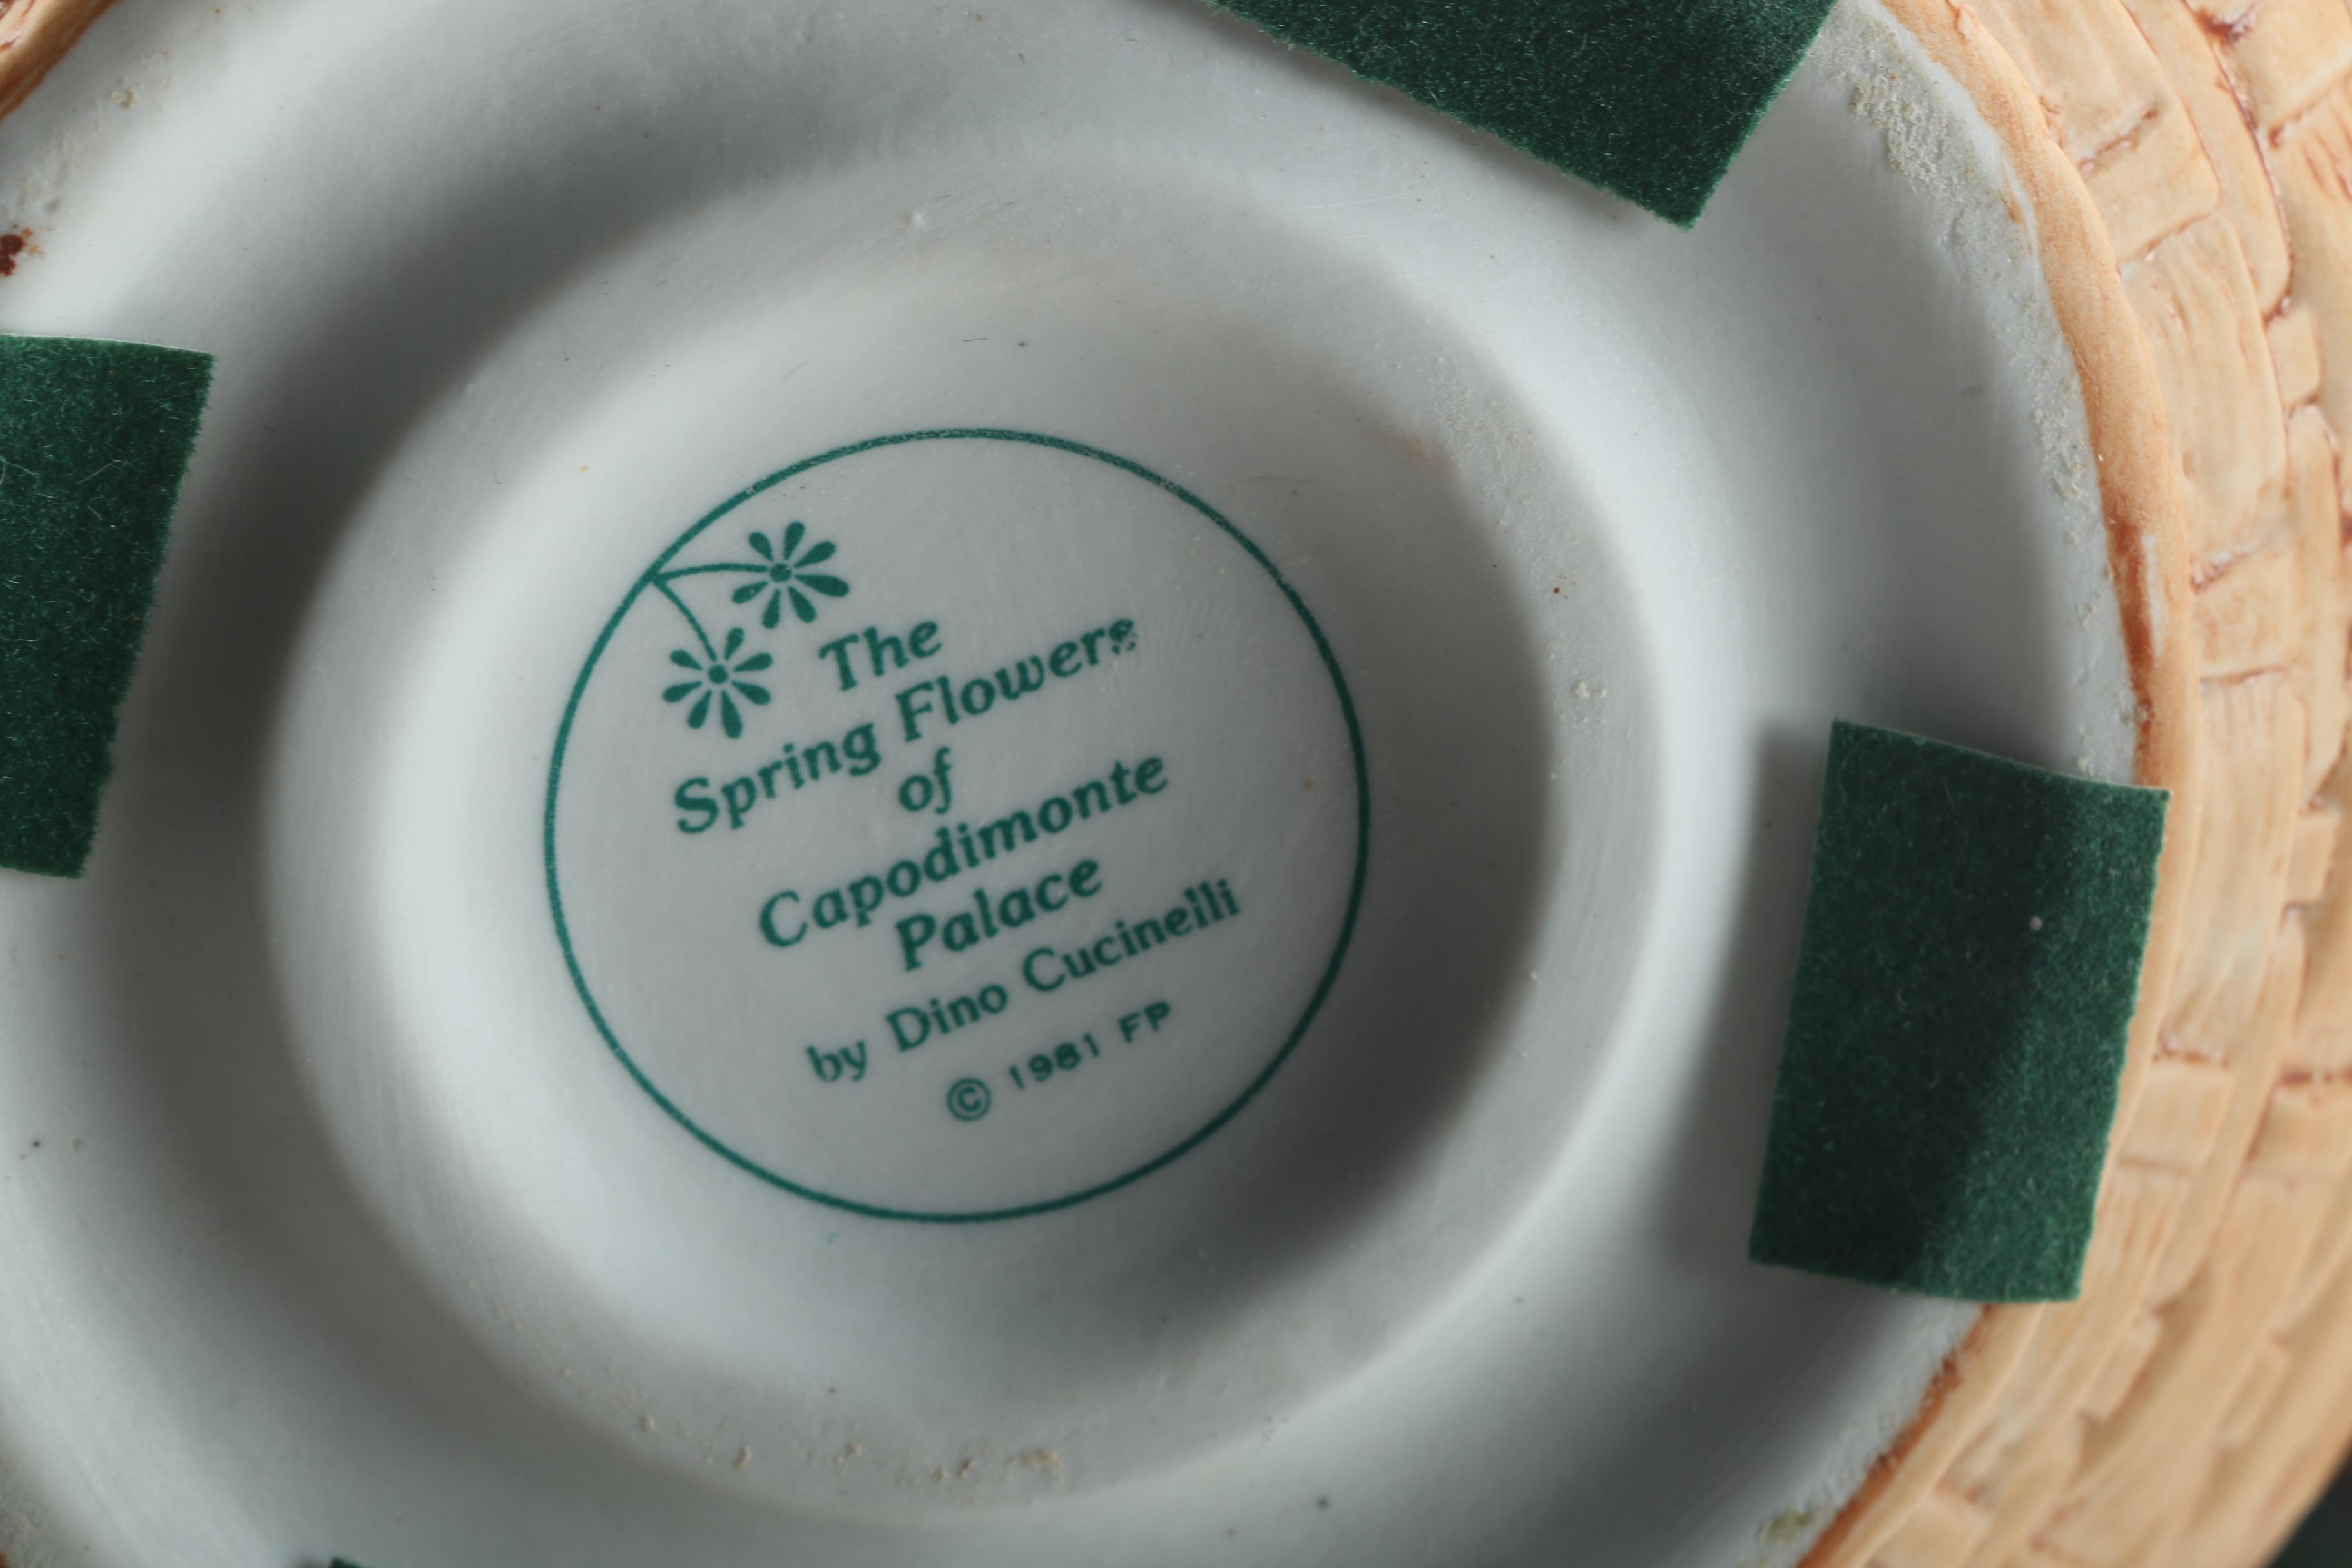 The
Spring Flowers
of
Capodimonte
Palace
by Dino Cucinelli
© 1981 FP